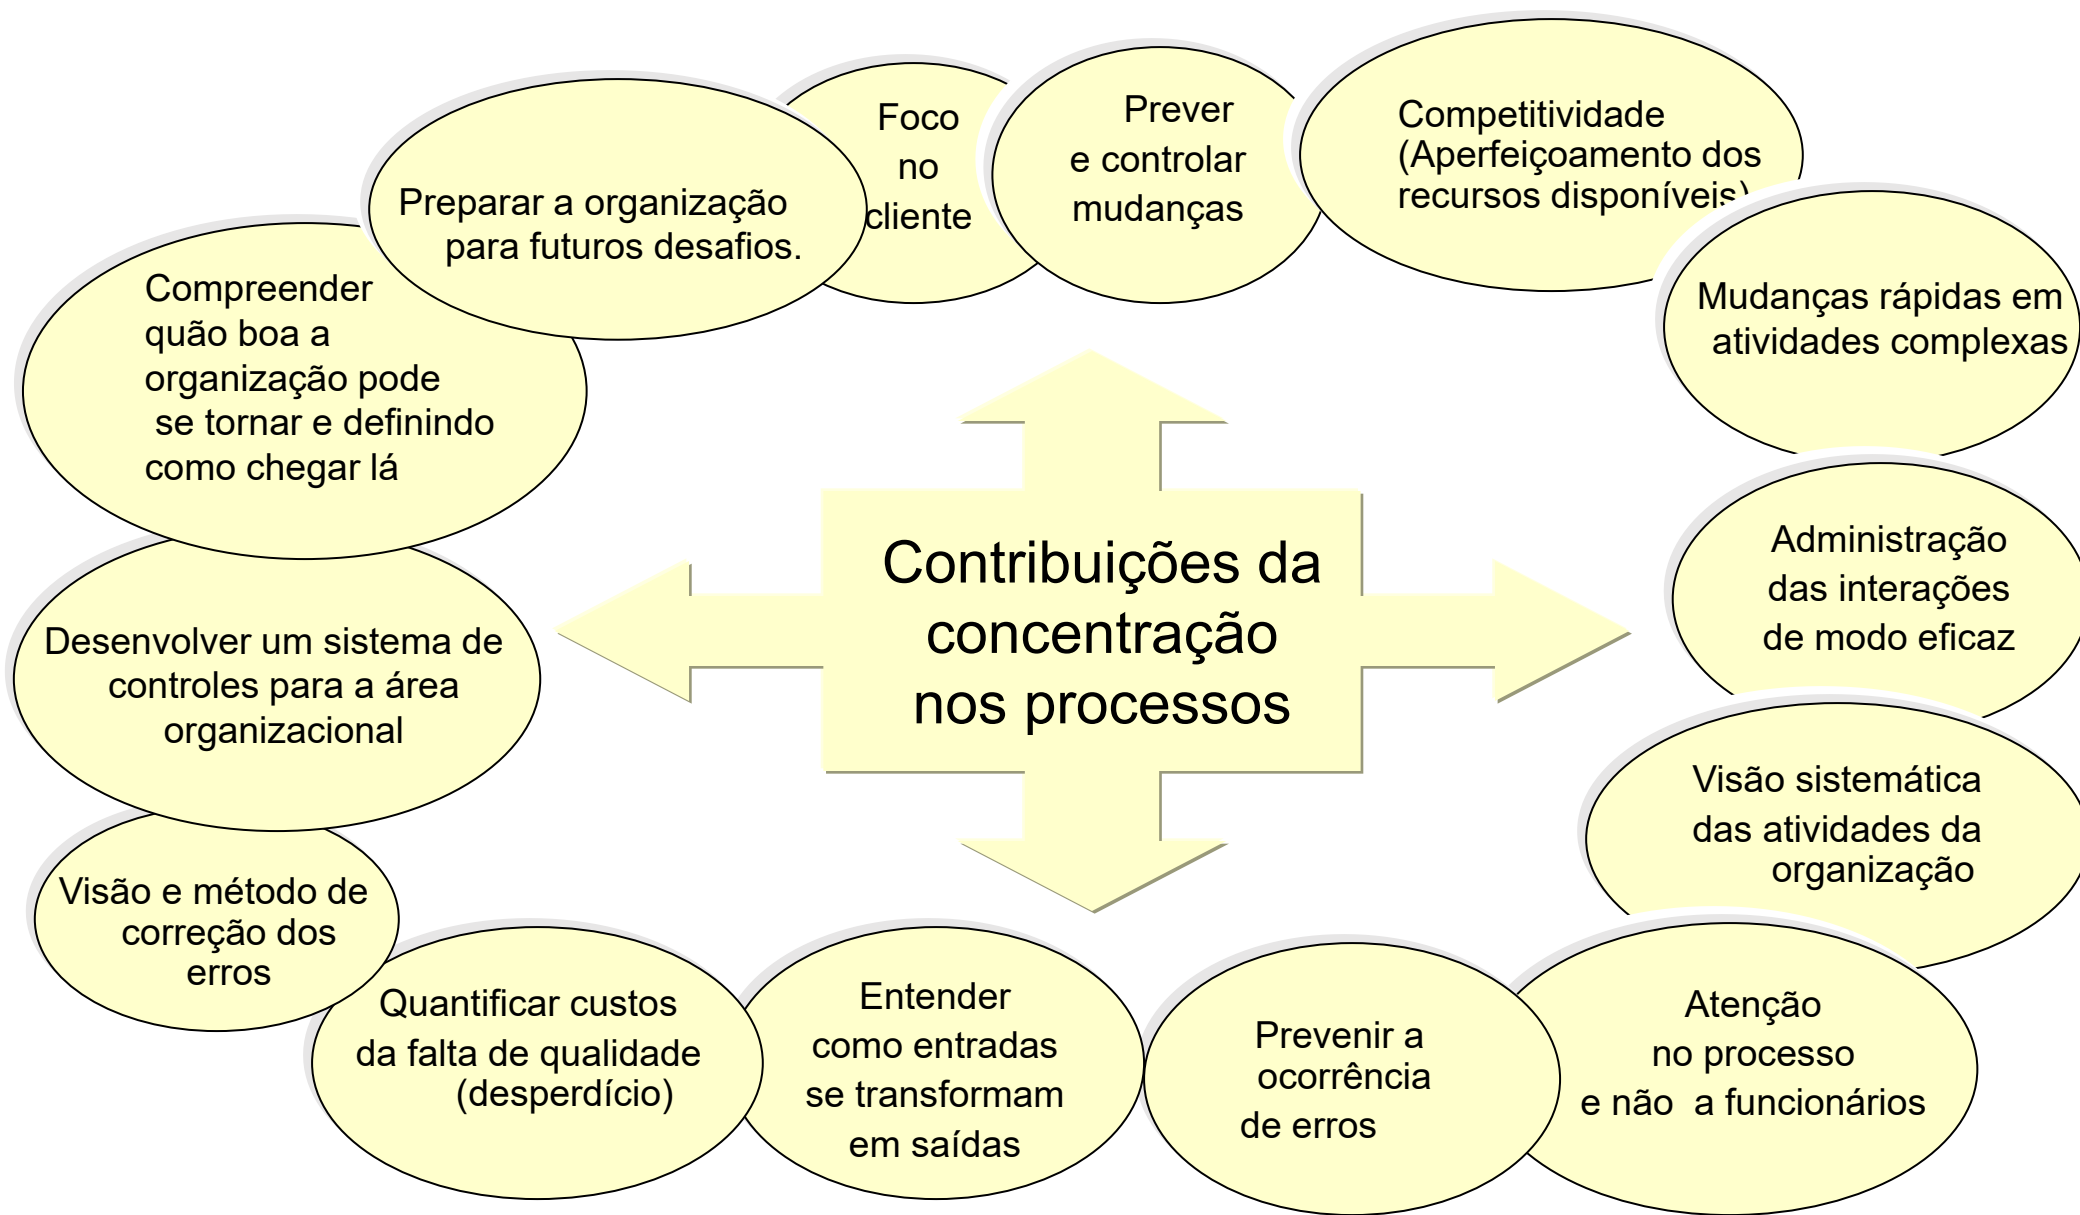 Foco
no
cliente
Prever
e controlar
mudanças
Competitividade
(Aperfeiçoamento dos
recursos disponíveis)
Mudanças rápidas em
atividades complexas
Administração
das interações
de modo eficaz
Visão sistemática
das atividades da
organização
Atenção
no processo
e não a funcionários
Prevenir a
ocorrência
de erros
Entender
como entradas
se transformam
em saídas
Quantificar custos
da falta de qualidade
(desperdício)
Visão e método de
correção dos
erros
Desenvolver um sistema de
controles para a área
organizacional
Compreender
quão boa a
organização pode
se tornar e definindo
como chegar lá
Preparar a organização
para futuros desafios.
Contribuições da
concentração
nos processos